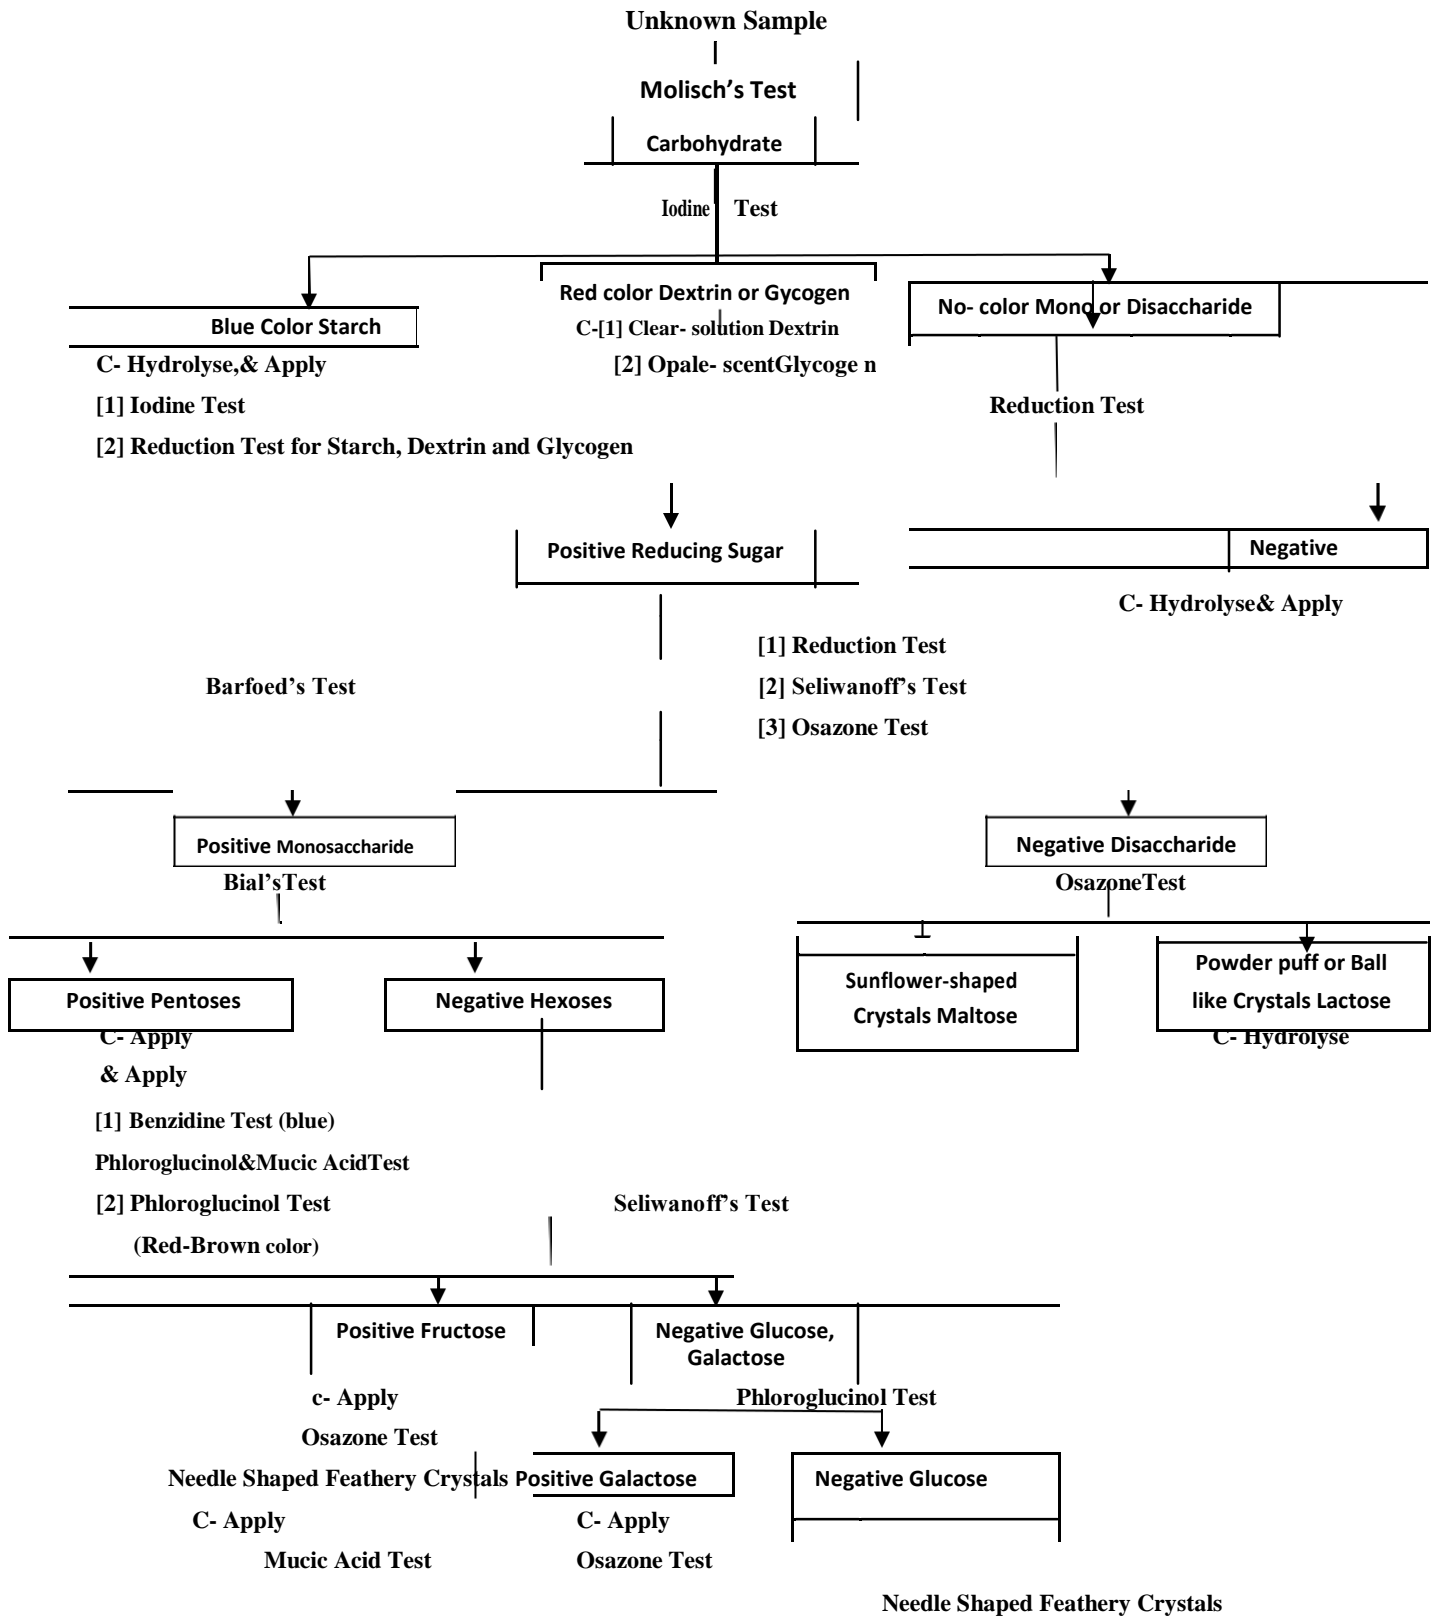 Unknown Sample
Molisch’s Test
Carbohydrate
Iodine Test
Red color Dextrin or Gycogen
No- color Mono or Disaccharide
Blue Color Starch
C-[1] Clear- solution Dextrin
C- Hydrolyse,& Apply
[2] Opale- scentGlycoge n
[1] Iodine Test
Reduction Test
[2] Reduction Test for Starch, Dextrin and Glycogen
Positive Reducing Sugar
Negative
C- Hydrolyse& Apply
[1] Reduction Test
Barfoed’s Test
[2] Seliwanoff’s Test
[3] Osazone Test
Positive Monosaccharide
Negative Disaccharide
Bial’sTest
OsazoneTest
Positive Pentoses
Negative Hexoses
Sunflower-shaped
Crystals Maltose
Powder puff or Ball
like Crystals Lactose
C- Apply
C- Hydrolyse
& Apply
[1] Benzidine Test (blue)
Phloroglucinol&Mucic AcidTest
[2] Phloroglucinol Test
Seliwanoff’s Test
(Red-Brown color)
Positive Fructose
Negative Glucose,
Galactose
c- Apply
Phloroglucinol Test
Osazone Test
Needle Shaped Feathery Crystals
Positive Galactose
Negative Glucose
C- Apply
C- Apply
Mucic Acid Test
Osazone Test
Needle Shaped Feathery Crystals